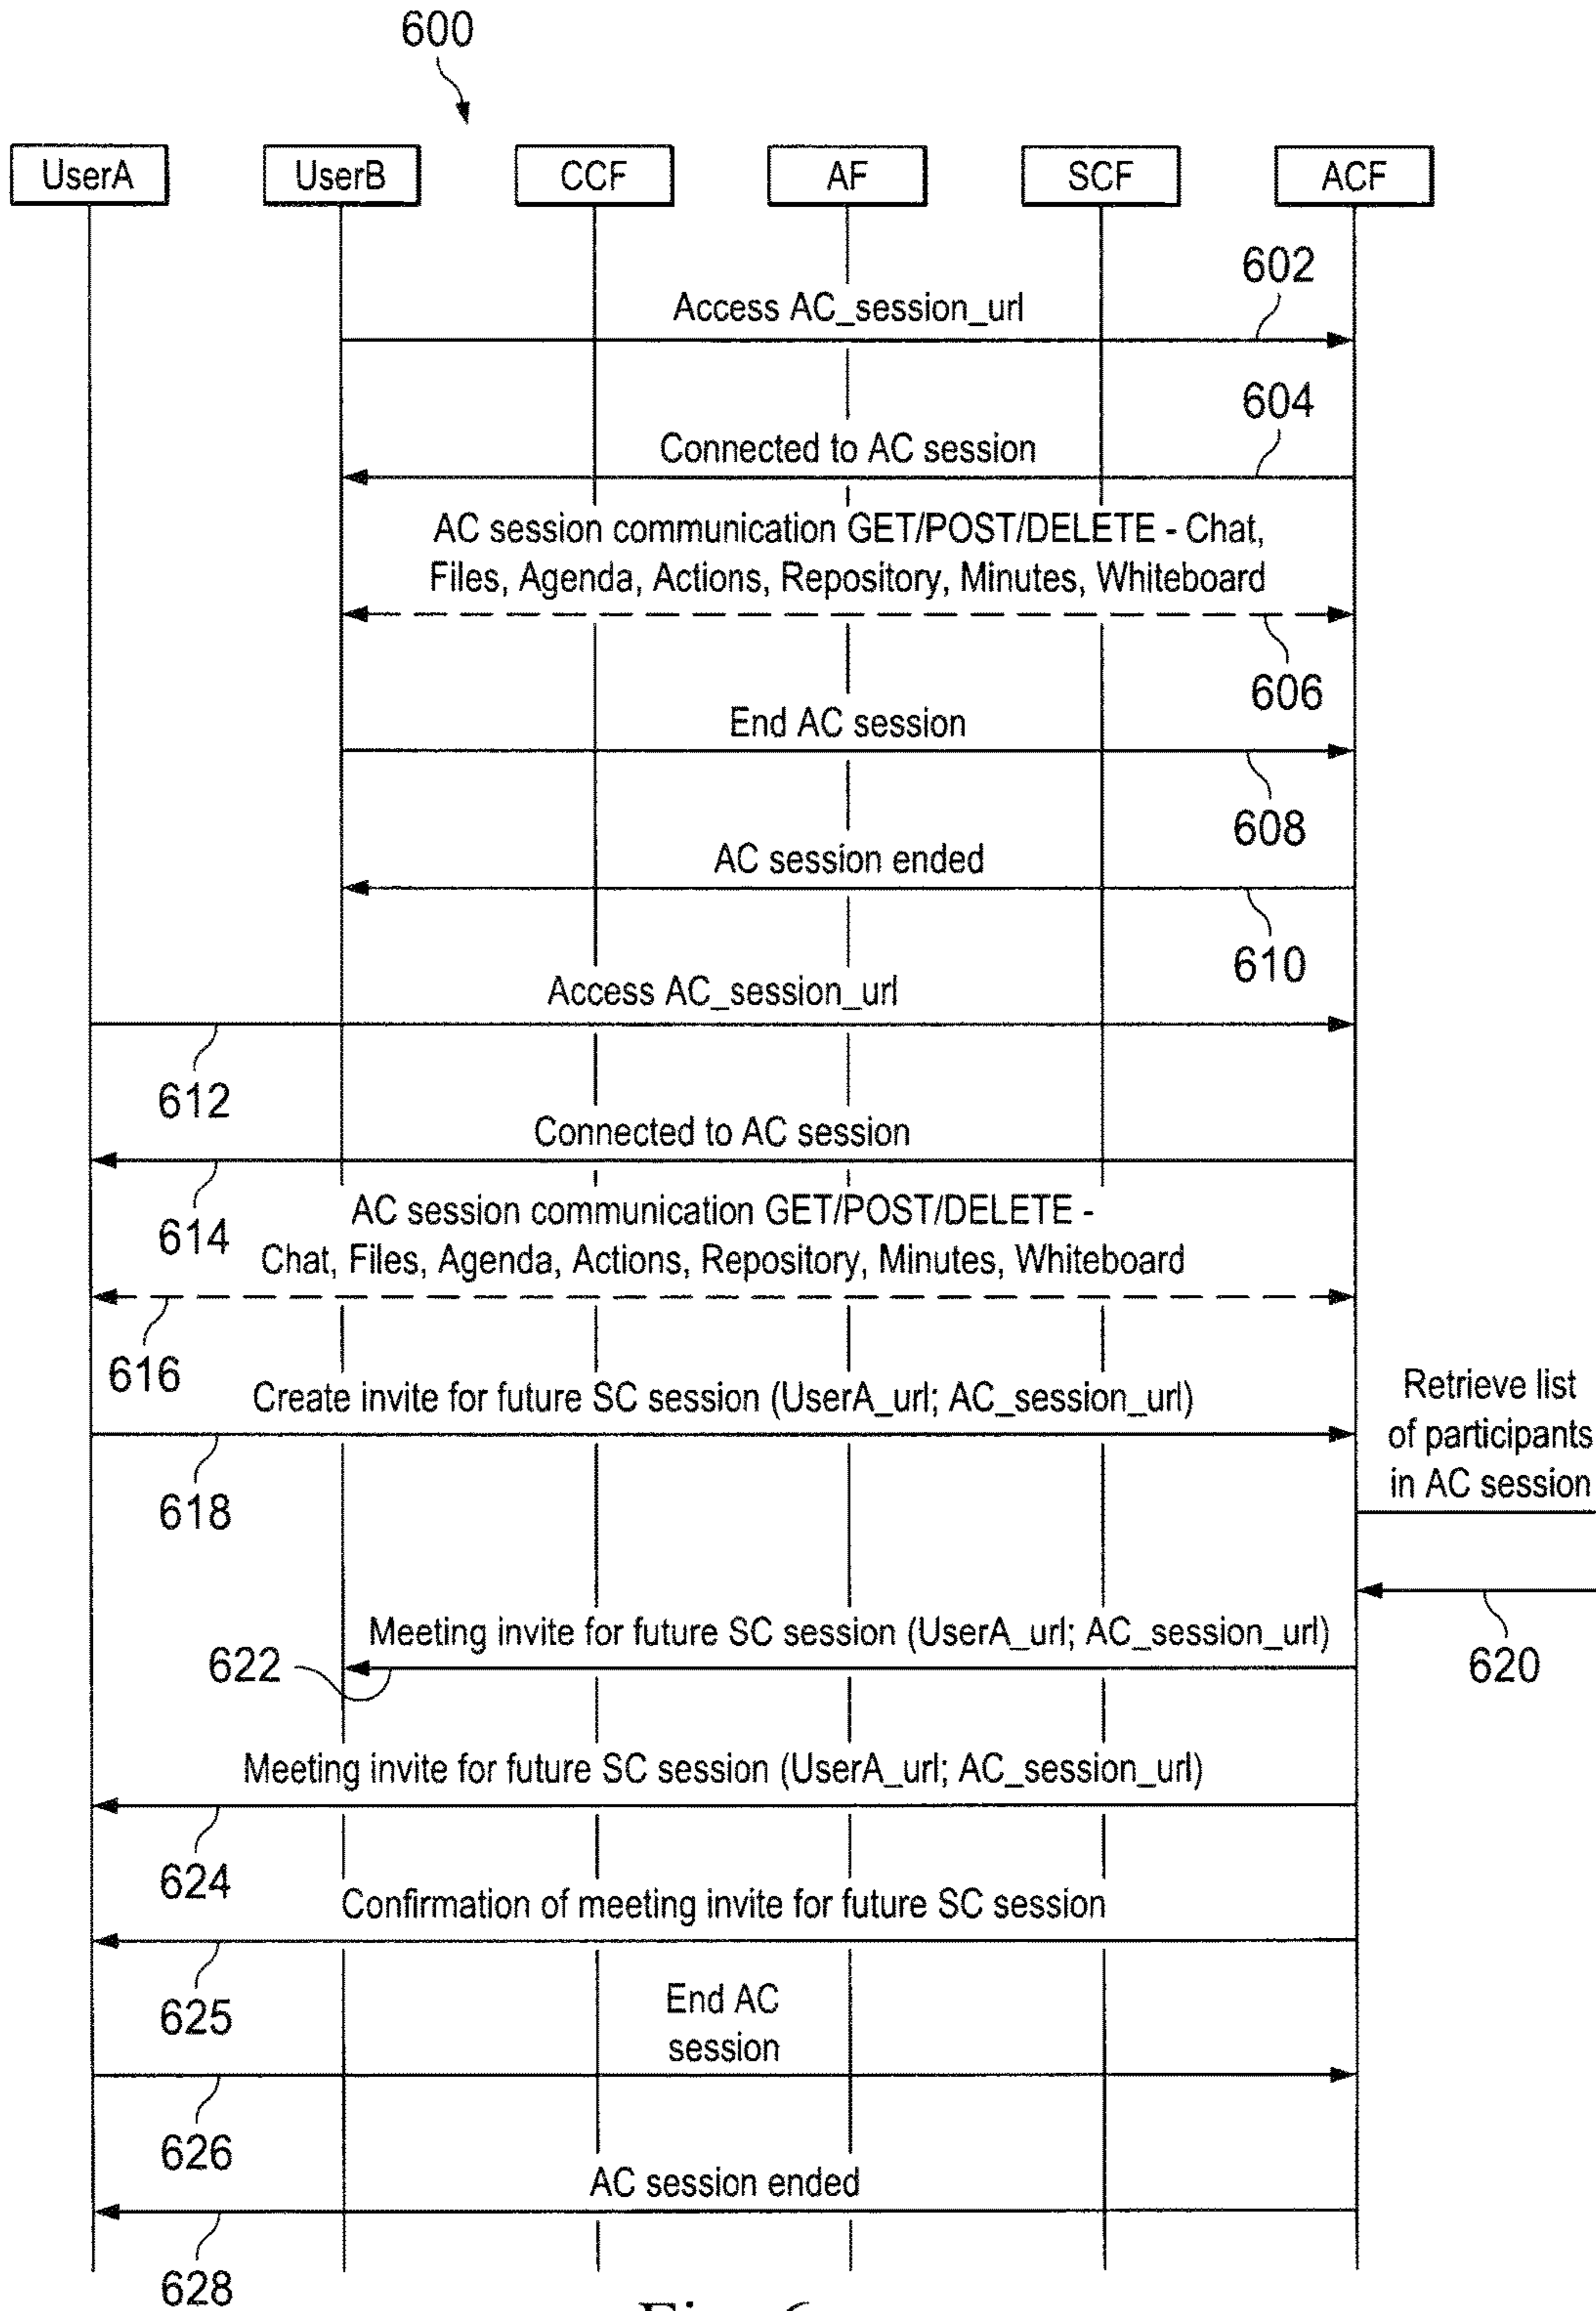 600
UserA UserB CCF AF SCF ACF
602
Access AC_session_url
604
Connected to AC session
AC session communication GET/POST/DELETE - Chat,
Files, Agenda, Actions, Repository, Minutes, Whiteboard
606
End AC session
608
AC session ended
610
Access AC_session_url
612
Connected to AC session
614
AC session communication GET/POST/DELETE -
Chat, Files, Agenda, Actions, Repository, Minutes, Whiteboard
616
Create invite for future SC session (UserA_url; AC_session_url)
618
Retrieve list
of participants
in AC session
620
Meeting invite for future SC session (UserA_url; AC_session_url)
622
Meeting invite for future SC session (UserA_url; AC_session_url)
624
Confirmation of meeting invite for future SC session
625
End AC
session
626
AC session ended
628